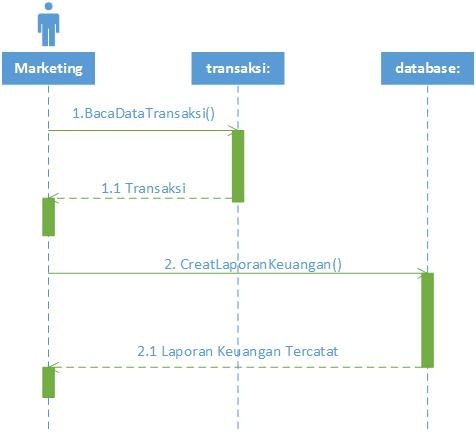 Marketing
transaksi:
database:
1.BacaDataTransaksi()
1.1 Transaksi
2. CreatLaporanKeuangan()
2.1 Laporan Keuangan Tercatat